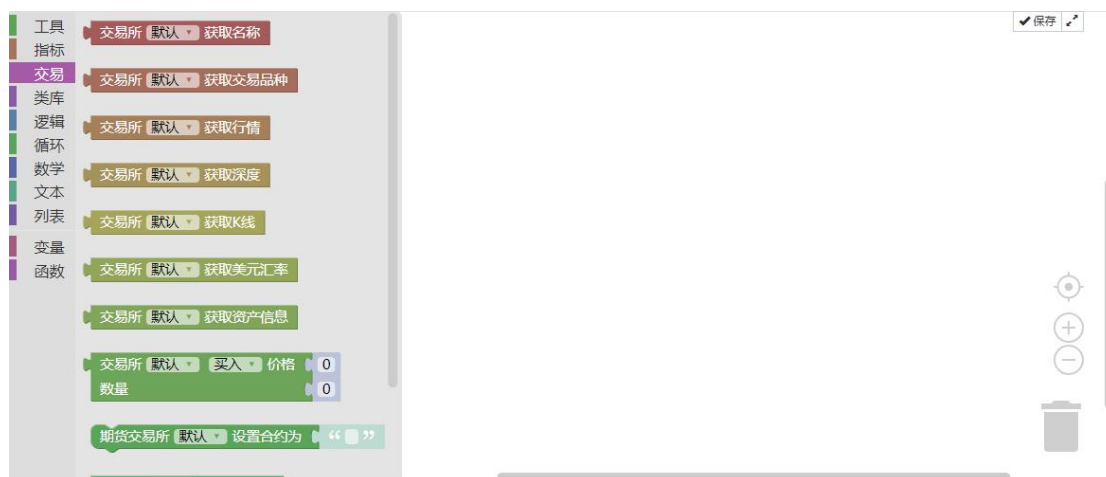 工具
指标
交易
类库
逻辑
循环
数学
文本
列表
变量
函数
交易所 默认 获取名称
交易所 默认 获取交易品种
交易所 默认 获取行情
交易所 默认 获取深度
交易所 默认 获取K线
交易所 默认 获取美元汇率
交易所 默认 获取资产信息
交易所 默认 买入 价格 0
数量 0
期货交易所 默认 设置合约为 “ ”
保存